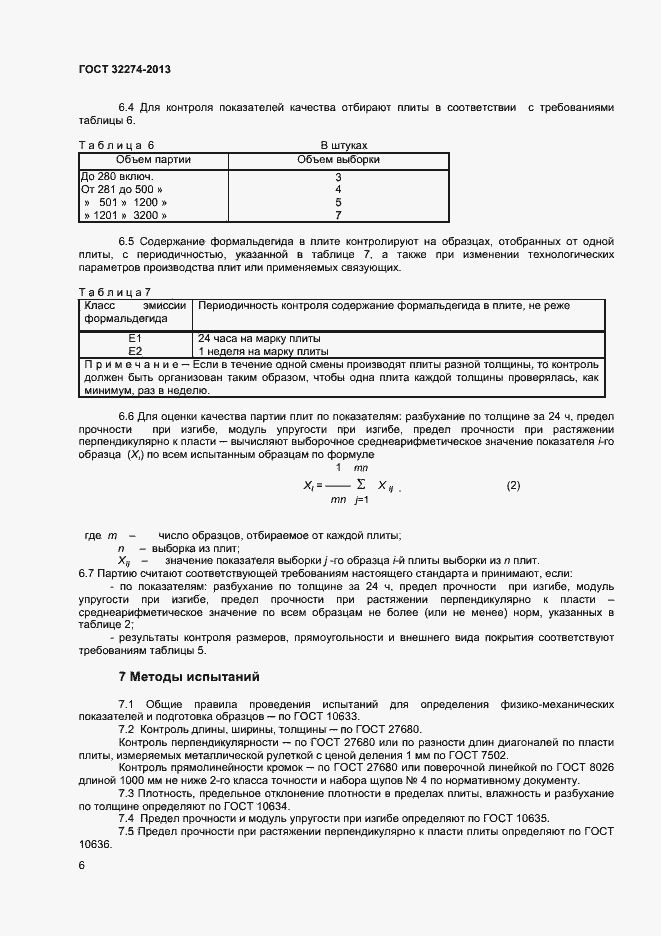 ГОСТ 32274-2013
6.4 Для контроля показателей качества отбирают плиты в соответствии с требованиями
таблицы 6.
Таблица 6 В штуках
Объем партии Объем выборки
До 280 включ. 3
От 281 до 500 » 4
» 501 » 1200 » 5
» 1201 » 3200 » 7
6.5 Содержание формальдегида в плите контролируют на образцах, отобранных от одной
плиты, с периодичностью, указанной в таблице 7, а также при изменении технологических
параметров производства плит или применяемых связующих.
Таблица 7
Класс эмиссии Периодичность контроля содержание формальдегида в плите, не реже
формальдегида
Е1 24 часа на марку плиты
Е2 1 неделя на марку плиты
Примечание — Если в течение одной смены производят плиты разной толщины, то контроль
должен быть организован таким образом, чтобы одна плита каждой толщины проверялась, как
минимум, раз в неделю.
6.6 Для оценки качества партии плит по показателям: разбухание по толщине за 24 ч, предел
прочности при изгибе, модуль упругости при изгибе, предел прочности при растяжении
перпендикулярно к пласти — вычисляют выборочное среднеарифметическое значение показателя i-го
образца (Xi) по всем испытанным образцам по формуле
1 mn
Xi = —— Σ X ij , (2)
mn j=1
где m – число образцов, отбираемое от каждой плиты;
n – выборка из плит;
Xij – значение показателя выборки j -го образца i-й плиты выборки из n плит.
6.7 Партию считают соответствующей требованиям настоящего стандарта и принимают, если:
- по показателям: разбухание по толщине за 24 ч, предел прочности при изгибе, модуль
упругости при изгибе, предел прочности при растяжении перпендикулярно к пласти –
среднеарифметическое значение по всем образцам не более (или не менее) норм, указанных в
таблице 2;
- результаты контроля размеров, прямоугольности и внешнего вида покрытия соответствуют
требованиям таблицы 5.
7 Методы испытаний
7.1 Общие правила проведения испытаний для определения физико-механических
показателей и подготовка образцов — по ГОСТ 10633.
7.2 Контроль длины, ширины, толщины — по ГОСТ 27680.
Контроль перпендикулярности — по ГОСТ 27680 или по разности длин диагоналей по пласти
плиты, измеряемых металлической рулеткой с ценой деления 1 мм по ГОСТ 7502.
Контроль прямолинейности кромок — по ГОСТ 27680 или поверочной линейкой по ГОСТ 8026
длиной 1000 мм не ниже 2-го класса точности и набора щупов № 4 по нормативному документу.
7.3 Плотность, предельное отклонение плотности в пределах плиты, влажность и разбухание
по толщине определяют по ГОСТ 10634.
7.4 Предел прочности и модуль упругости при изгибе определяют по ГОСТ 10635.
7.5 Предел прочности при растяжении перпендикулярно к пласти плиты определяют по ГОСТ
10636.
6